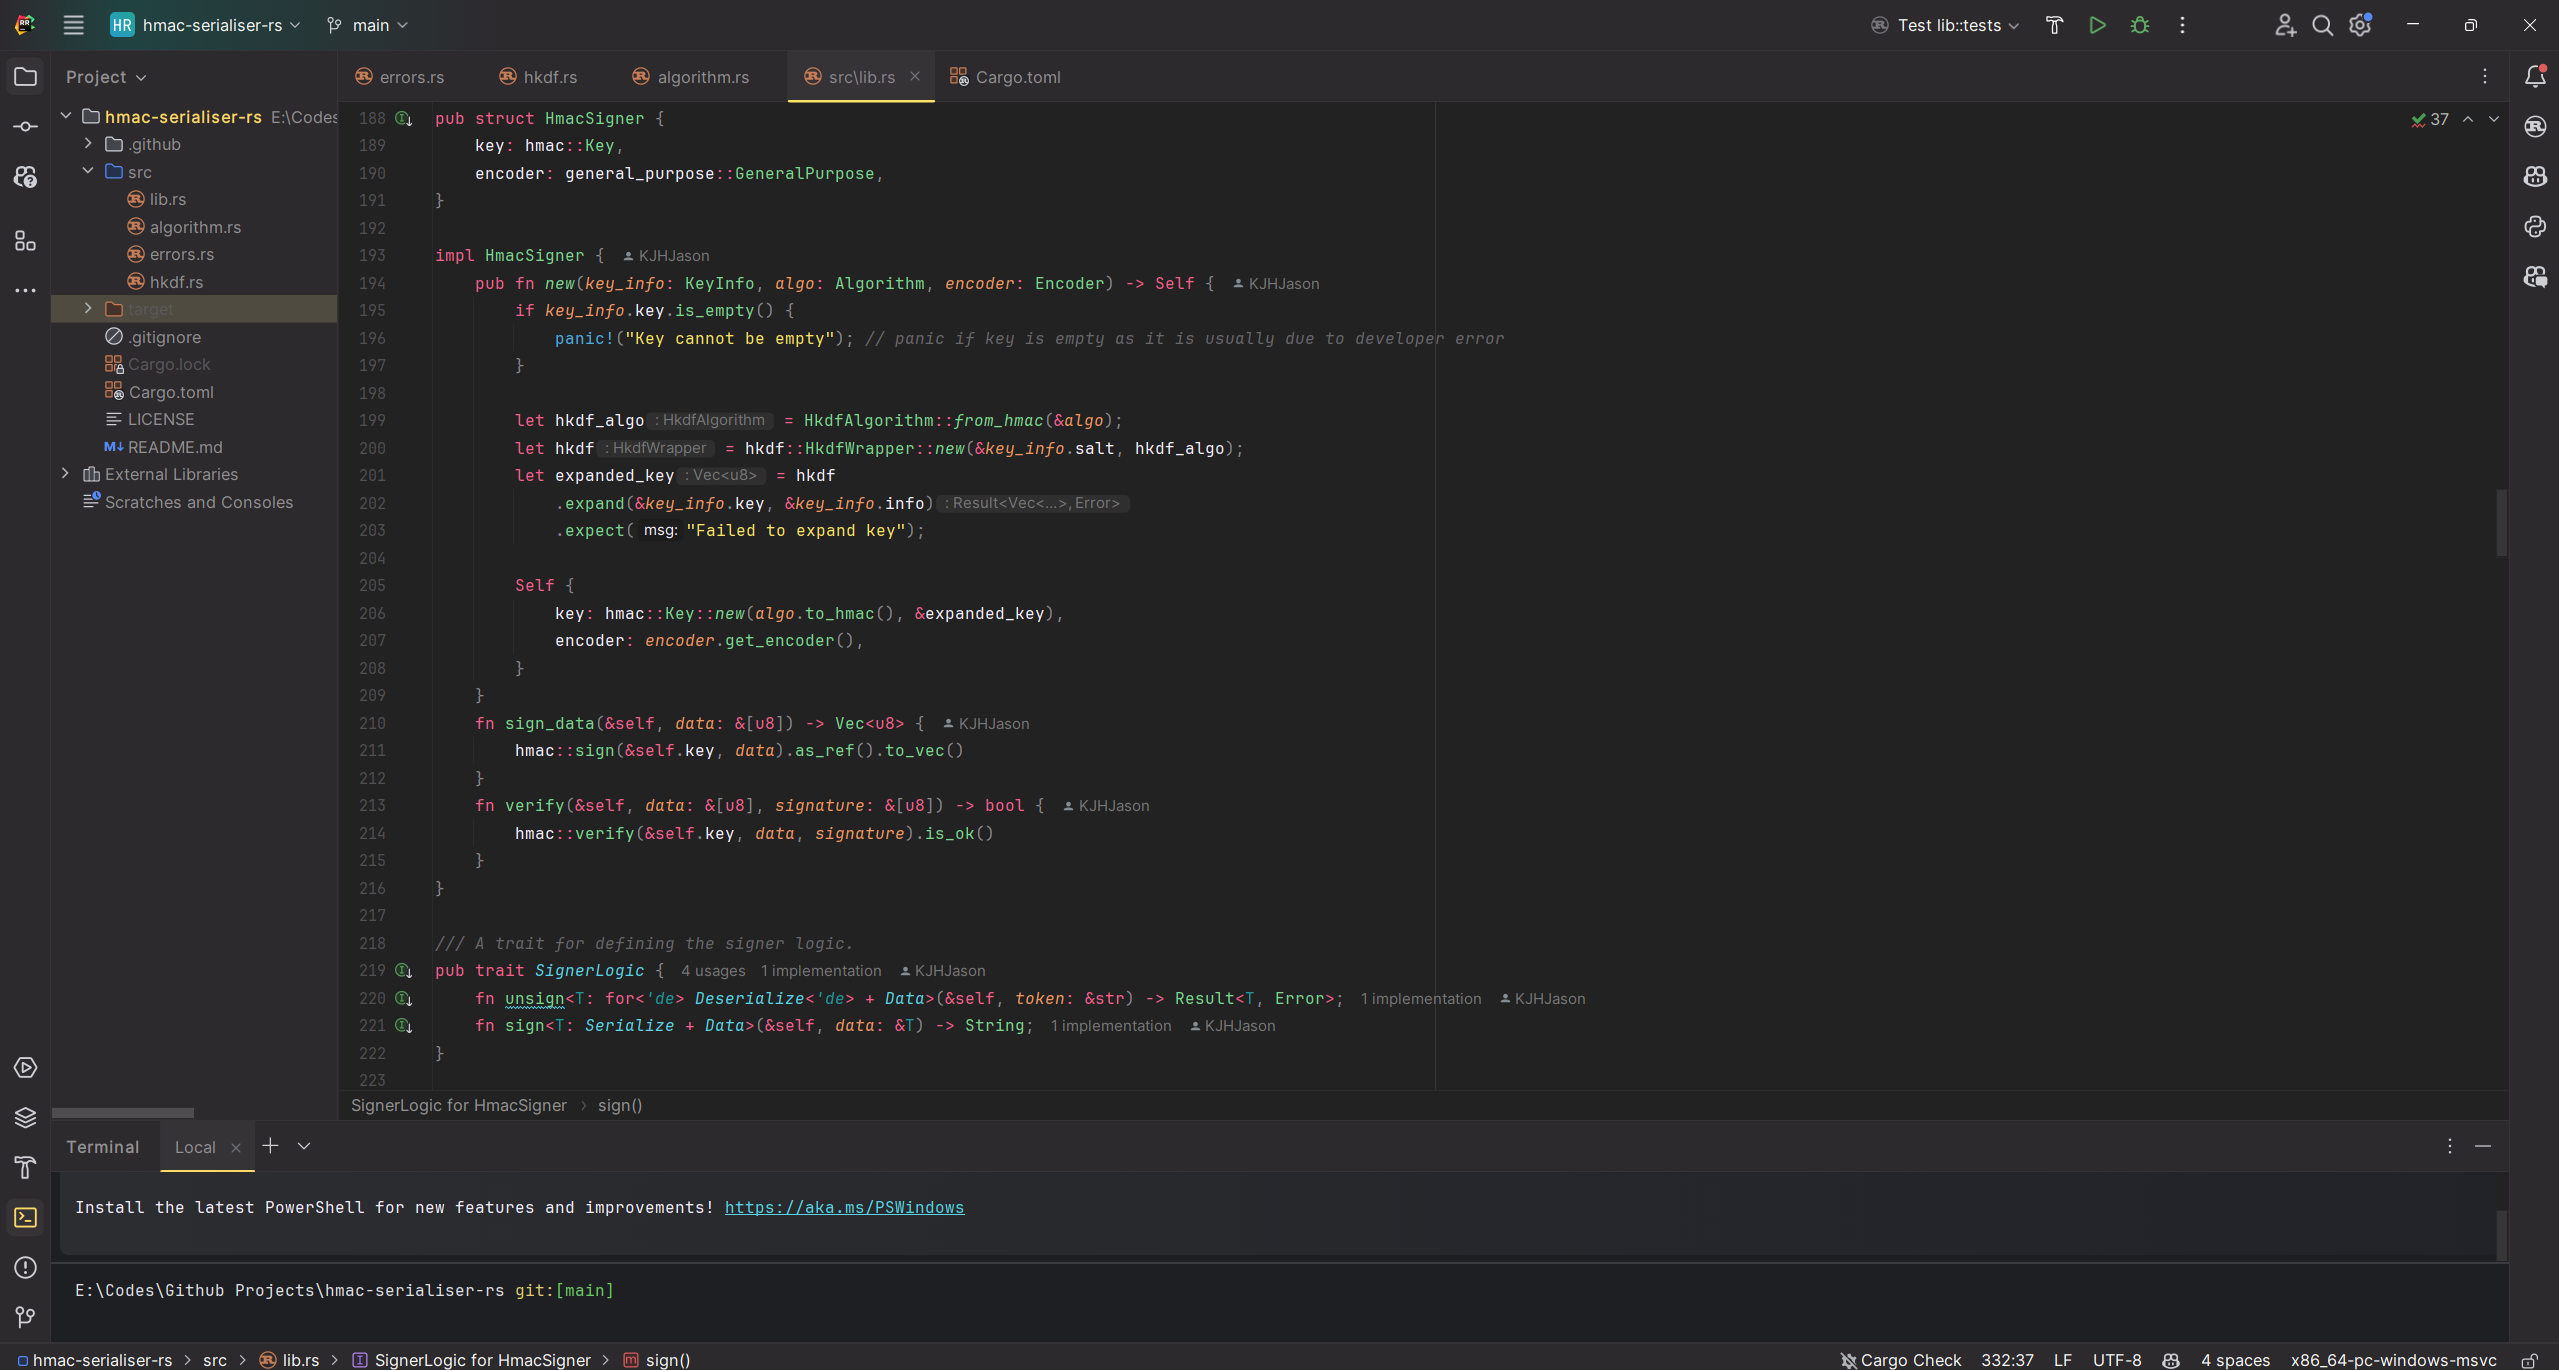 HR hmac-serialiser-rs main Test lib::tests
Project
errors.rs hkdf.rs algorithm.rs src\lib.rs Cargo.toml
hmac-serialiser-rs E:\Codes
.github
src
lib.rs
algorithm.rs
errors.rs
hkdf.rs
target
.gitignore
Cargo.lock
Cargo.toml
LICENSE
M↓ README.md
External Libraries
Scratches and Consoles
37
188 pub struct HmacSigner {
189 key: hmac::Key,
190 encoder: general_purpose::GeneralPurpose,
191 }
192
193 impl HmacSigner { KJHJason
194 pub fn new(key_info: KeyInfo, algo: Algorithm, encoder: Encoder) -> Self { KJHJason
195 if key_info.key.is_empty() {
196 panic!("Key cannot be empty"); // panic if key is empty as it is usually due to developer error
197 }
198
199 let hkdf_algo : HkdfAlgorithm = HkdfAlgorithm::from_hmac(&algo);
200 let hkdf : HkdfWrapper = hkdf::HkdfWrapper::new(&key_info.salt, hkdf_algo);
201 let expanded_key : Vec<u8> = hkdf
202 .expand(&key_info.key, &key_info.info) : Result<Vec<...>,Error>
203 .expect( msg: "Failed to expand key");
204
205 Self {
206 key: hmac::Key::new(algo.to_hmac(), &expanded_key),
207 encoder: encoder.get_encoder(),
208 }
209 }
210 fn sign_data(&self, data: &[u8]) -> Vec<u8> { KJHJason
211 hmac::sign(&self.key, data).as_ref().to_vec()
212 }
213 fn verify(&self, data: &[u8], signature: &[u8]) -> bool { KJHJason
214 hmac::verify(&self.key, data, signature).is_ok()
215 }
216 }
217
218 /// A trait for defining the signer logic.
219 pub trait SignerLogic { 4 usages 1 implementation KJHJason
220 fn unsign<T: for<'de> Deserialize<'de> + Data>(&self, token: &str) -> Result<T, Error>; 1 implementation KJHJason
221 fn sign<T: Serialize + Data>(&self, data: &T) -> String; 1 implementation KJHJason
222 }
223
SignerLogic for HmacSigner > sign()
Terminal Local
Install the latest PowerShell for new features and improvements! https://aka.ms/PSWindows
E:\Codes\Github Projects\hmac-serialiser-rs git:[main]
hmac-serialiser-rs > src > lib.rs > SignerLogic for HmacSigner > m sign() Cargo Check 332:37 LF UTF-8 4 spaces x86_64-pc-windows-msvc